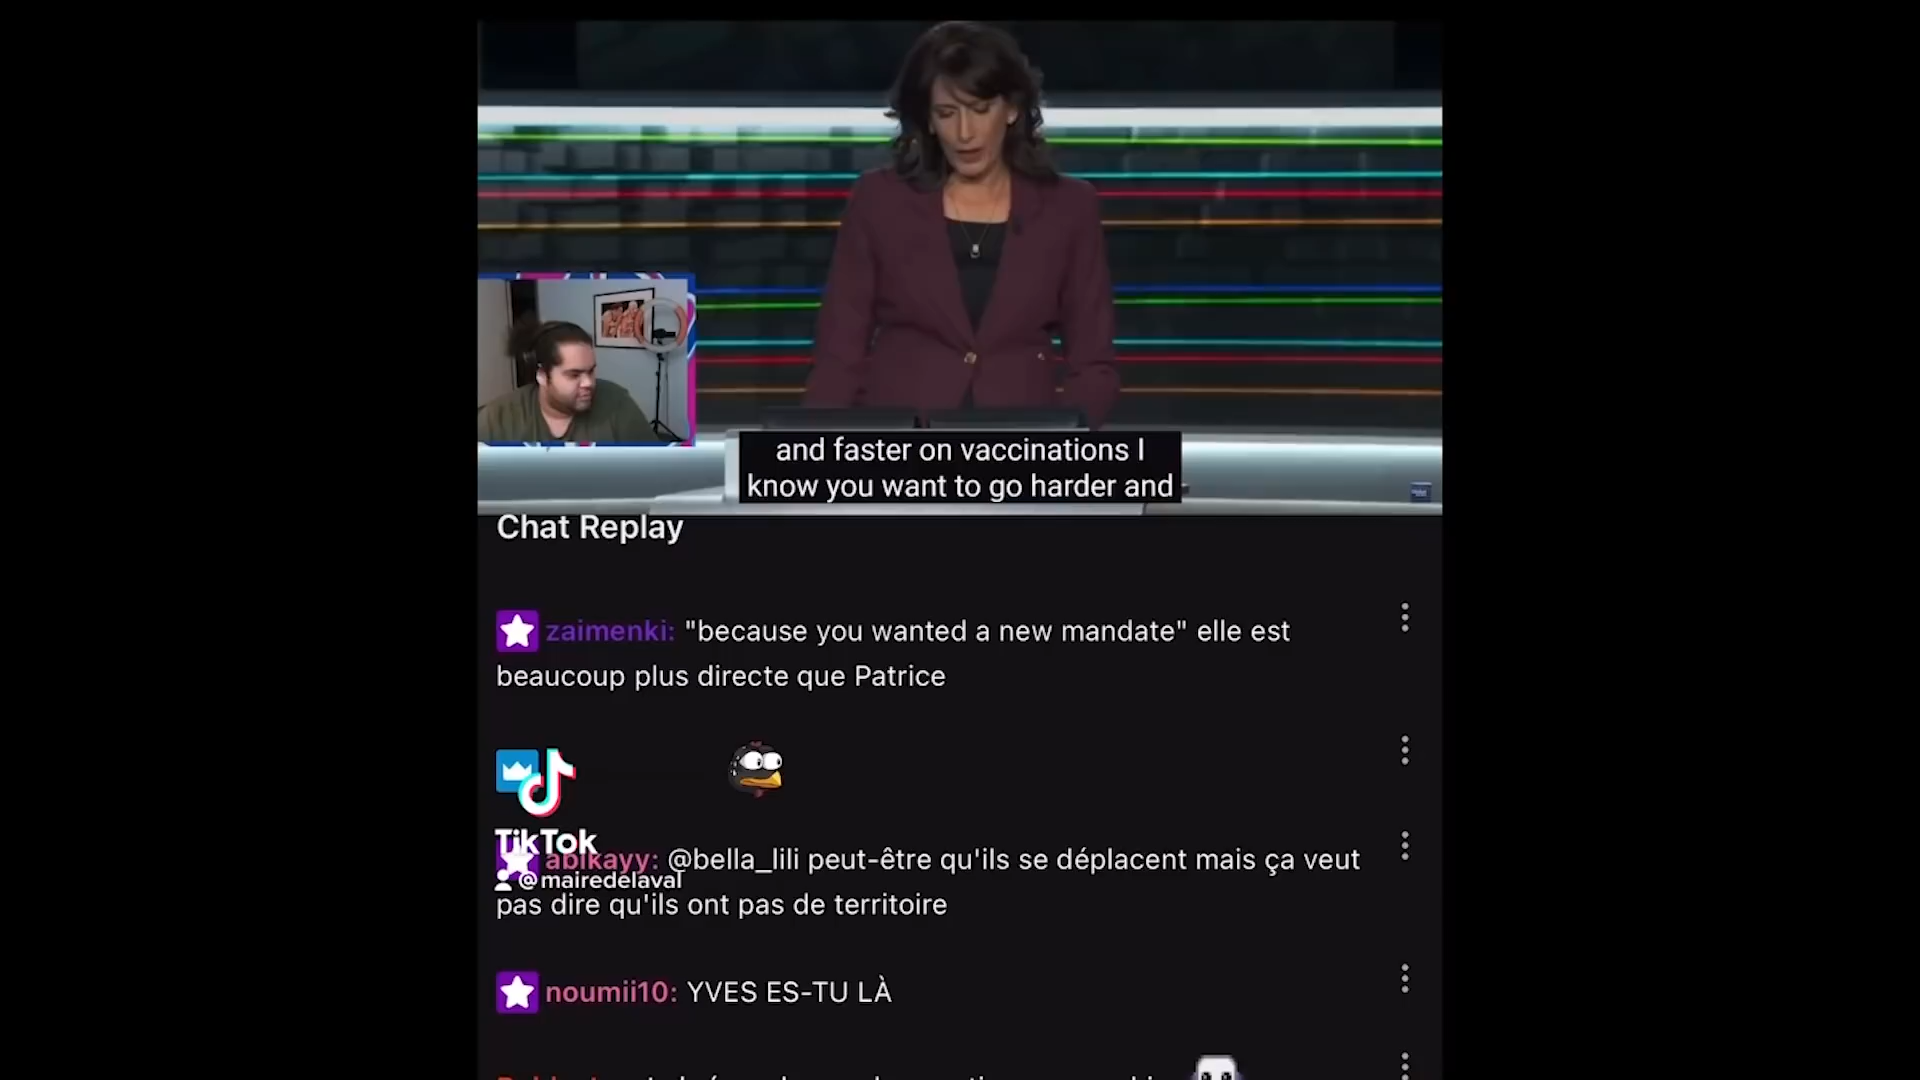 and faster on vaccinations I
know you want to go harder and
Chat Replay
zaimenki: "because you wanted a new mandate" elle est
beaucoup plus directe que Patrice
TikTok
abikayy: @bella_lili peut-être qu'ils se déplacent mais ça veut
@mairedelaval
pas dire qu'ils ont pas de territoire
noumii10: YVES ES-TU LÀ